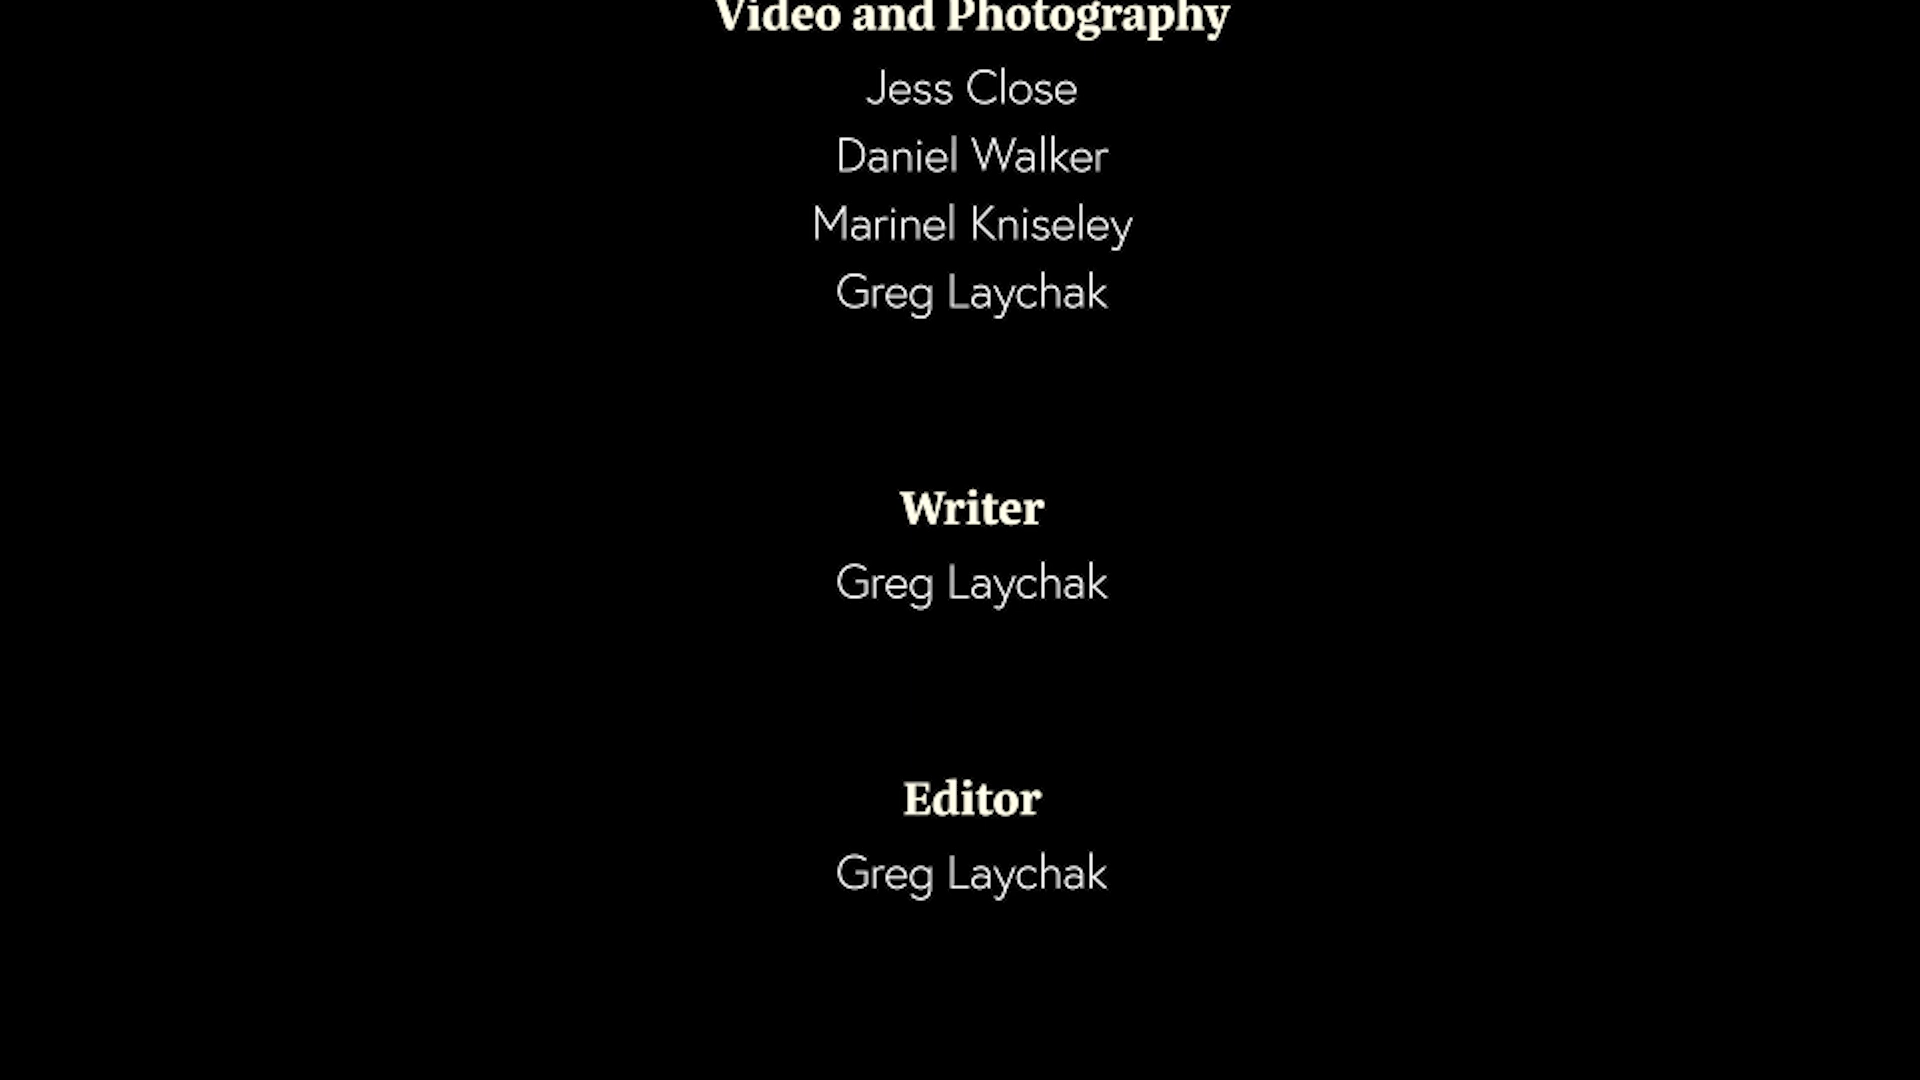 Video and Photography
Jess Close
Daniel Walker
Marinel Kniseley
Greg Laychak
Writer
Greg Laychak
Editor
Greg Laychak